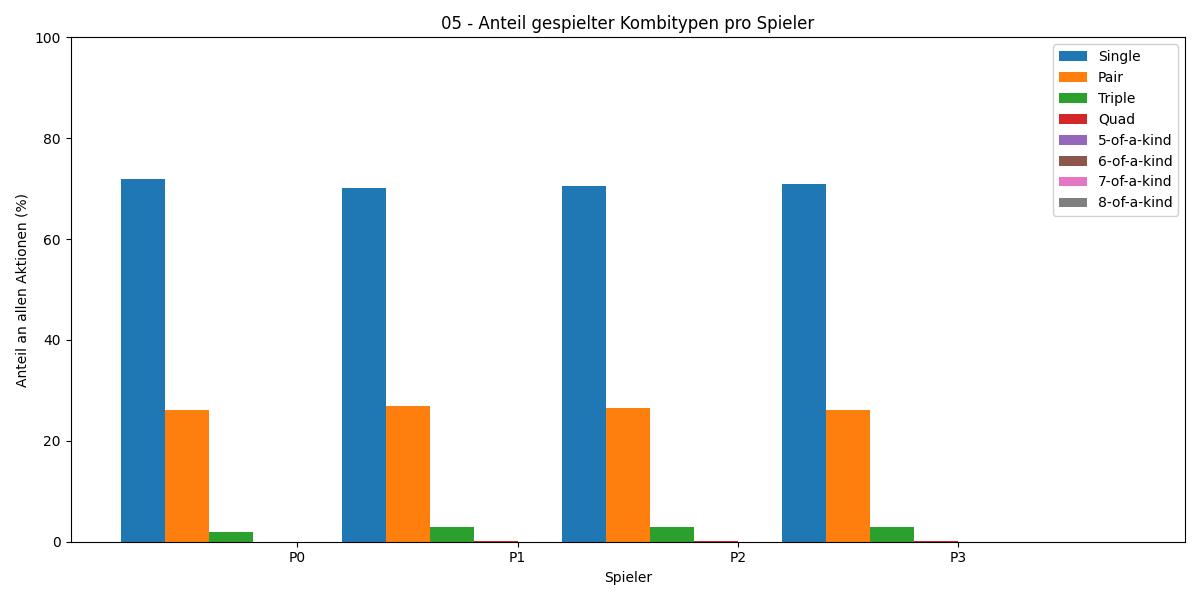 05 - Anteil gespielter Kombitypen pro Spieler
100
80
60
40
20
0
Anteil an allen Aktionen (%)
Single
Pair
Triple
Quad
5-of-a-kind
6-of-a-kind
7-of-a-kind
8-of-a-kind
P0
P1
P2
P3
Spieler